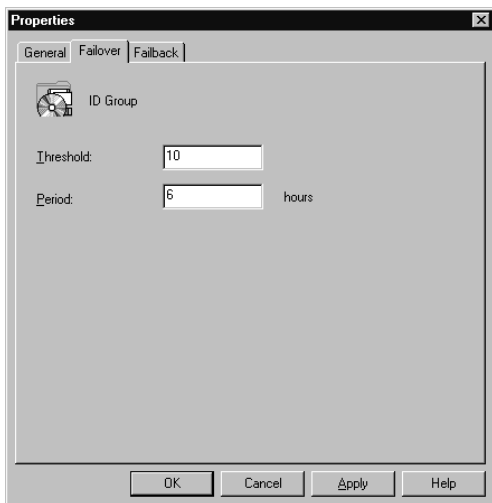 Properties
General Failover Failback
ID Group
Threshold: 10
Period: 6 hours
OK Cancel Apply Help